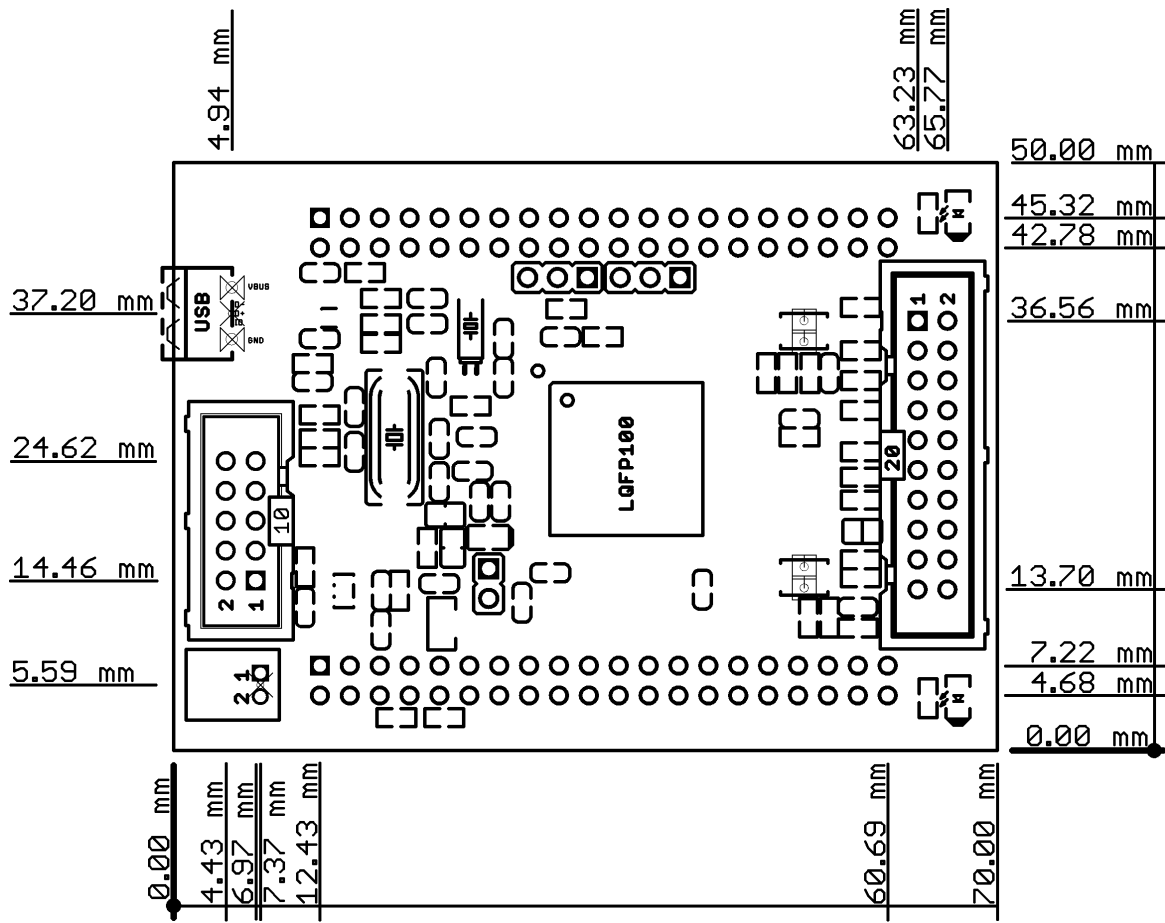 4.94 mm
63.23 mm
65.77 mm
50.00 mm
45.32 mm
42.78 mm
37.20 mm
USB
VBUS
D+
GND
1 2
36.56 mm
24.62 mm
LQFP100
20
10
14.46 mm
2 1
13.70 mm
5.59 mm
2 1
7.22 mm
4.68 mm
0.00 mm
0.00 mm
4.43 mm
6.97 mm
7.37 mm
12.43 mm
60.69 mm
70.00 mm